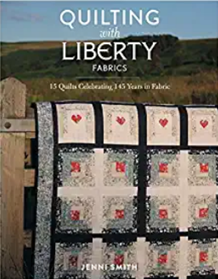 QUILTING
with
LIBERTY
FABRICS
15 Quilts Celebrating 145 Years in Fabric
JENNI SMITH